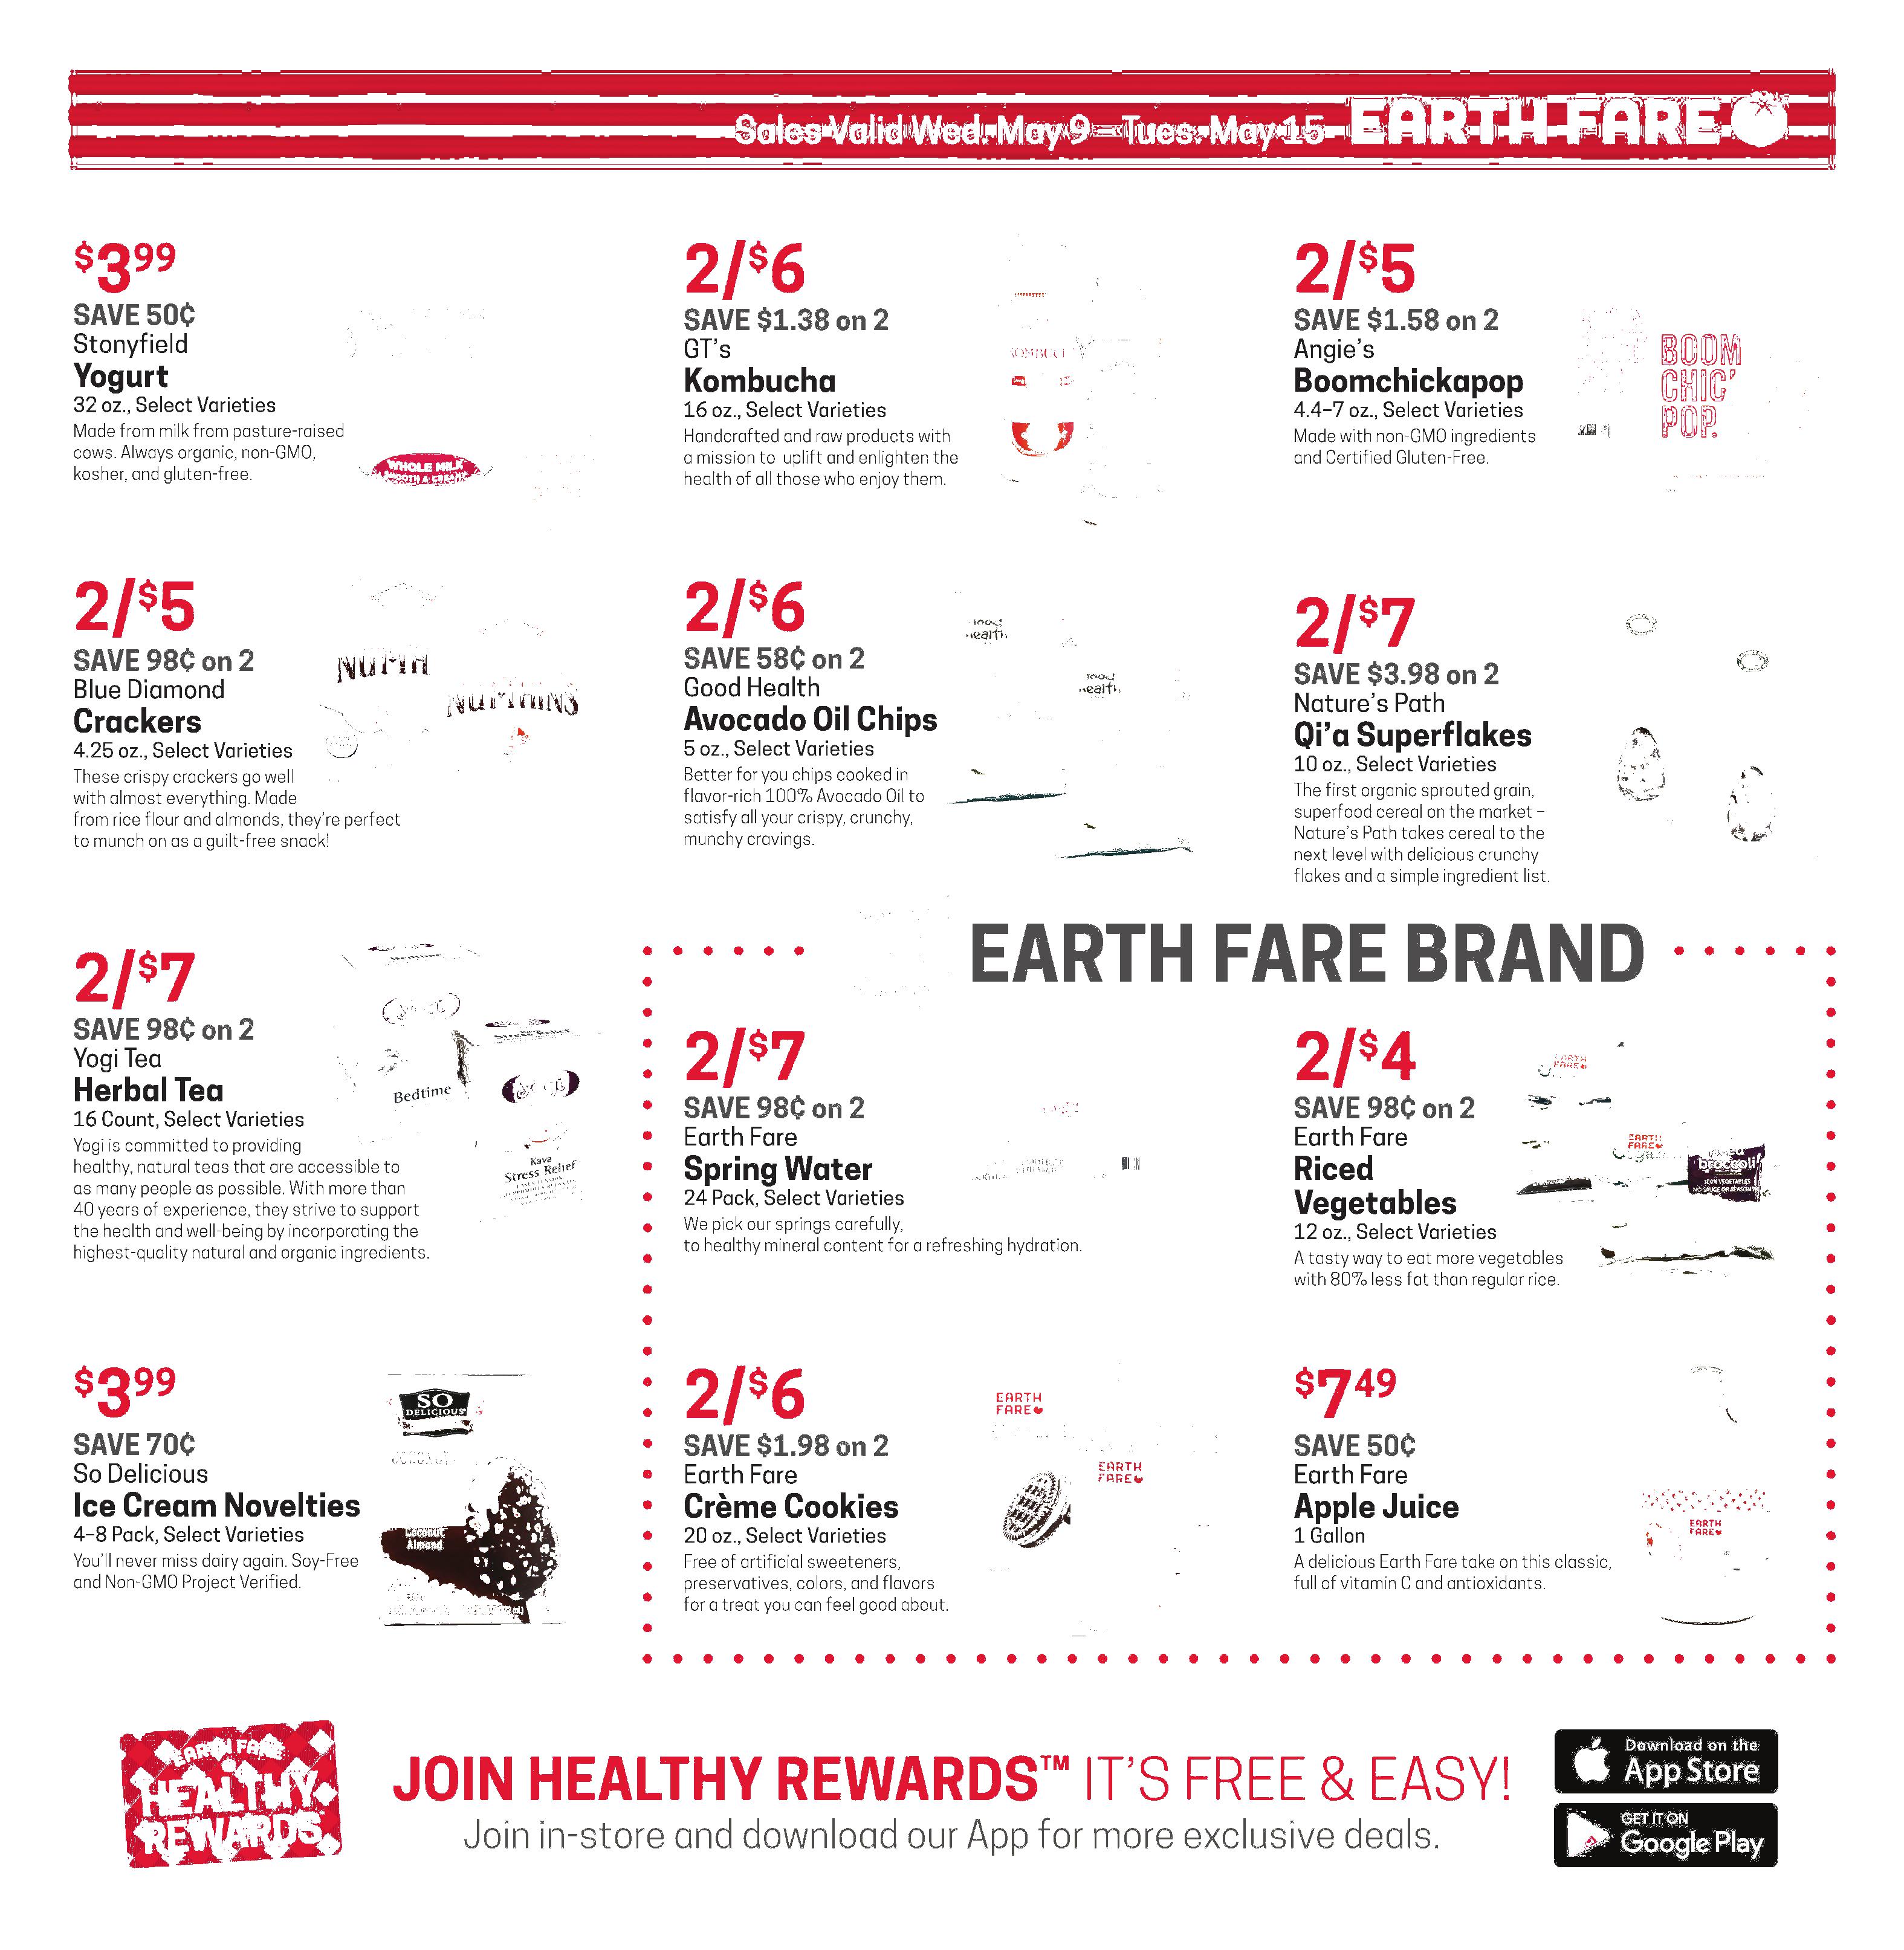 Sales Valid Wed. May 9 – Tues. May 15 EARTH FARE
$3.99
SAVE 50¢
Stonyfield
Yogurt
32 oz., Select Varieties
Made from milk from pasture-raised
cows. Always organic, non-GMO,
kosher, and gluten-free.
WHOLE MILK
SMOOTH & CREAMY
2/$6
SAVE $1.38 on 2
GT's
Kombucha
16 oz., Select Varieties
Handcrafted and raw products with
a mission to uplift and enlighten the
health of all those who enjoy them.
2/$5
SAVE $1.58 on 2
Angie's
Boomchickapop
4.4–7 oz., Select Varieties
Made with non-GMO ingredients
and Certified Gluten-Free.
BOOM
CHIC'
POP.
2/$5
SAVE 98¢ on 2
Blue Diamond
Crackers
4.25 oz., Select Varieties
These crispy crackers go well
with almost everything. Made
from rice flour and almonds, they're perfect
to munch on as a guilt-free snack!
NUT THINS
2/$6
SAVE 58¢ on 2
Good Health
Avocado Oil Chips
5 oz., Select Varieties
Better for you chips cooked in
flavor-rich 100% Avocado Oil to
satisfy all your crispy, crunchy,
munchy cravings.
2/$7
SAVE $3.98 on 2
Nature's Path
Qi'a Superflakes
10 oz., Select Varieties
The first organic sprouted grain,
superfood cereal on the market –
Nature's Path takes cereal to the
next level with delicious crunchy
flakes and a simple ingredient list.
2/$7
SAVE 98¢ on 2
Yogi Tea
Herbal Tea
16 Count, Select Varieties
Yogi is committed to providing
healthy, natural teas that are accessible to
as many people as possible. With more than
40 years of experience, they strive to support
the health and well-being by incorporating the
highest-quality natural and organic ingredients.
Bedtime
Kava
Stress Relief
EARTH FARE BRAND
2/$7
SAVE 98¢ on 2
Earth Fare
Spring Water
24 Pack, Select Varieties
We pick our springs carefully,
to healthy mineral content for a refreshing hydration.
2/$4
SAVE 98¢ on 2
Earth Fare
Riced
Vegetables
12 oz., Select Varieties
A tasty way to eat more vegetables
with 80% less fat than regular rice.
EARTH
FARE
EARTH
FARE
broccoli
100% VEGETABLES
NO SAUCE OR SEASONING
$3.99
SAVE 70¢
So Delicious
Ice Cream Novelties
4–8 Pack, Select Varieties
You'll never miss dairy again. Soy-Free
and Non-GMO Project Verified.
SO
DELICIOUS
Coconut
Almond
2/$6
SAVE $1.98 on 2
Earth Fare
Crème Cookies
20 oz., Select Varieties
Free of artificial sweeteners,
preservatives, colors, and flavors
for a treat you can feel good about.
EARTH
FARE
EARTH
FARE
$7.49
SAVE 50¢
Earth Fare
Apple Juice
1 Gallon
A delicious Earth Fare take on this classic,
full of vitamin C and antioxidants.
EARTH
FARE
EARTH FARE
HEALTHY
REWARDS
JOIN HEALTHY REWARDS™ IT'S FREE & EASY!
Join in-store and download our App for more exclusive deals.
Download on the
App Store
GET IT ON
Google Play